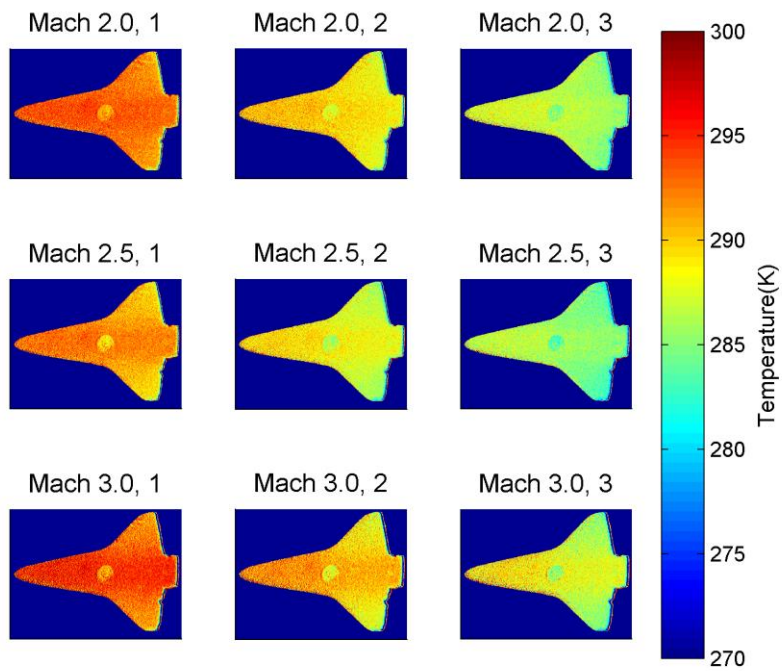 Mach 2.0, 1
Mach 2.0, 2
Mach 2.0, 3
Mach 2.5, 1
Mach 2.5, 2
Mach 2.5, 3
Mach 3.0, 1
Mach 3.0, 2
Mach 3.0, 3
300
295
290
285
280
275
270
Temperature(K)